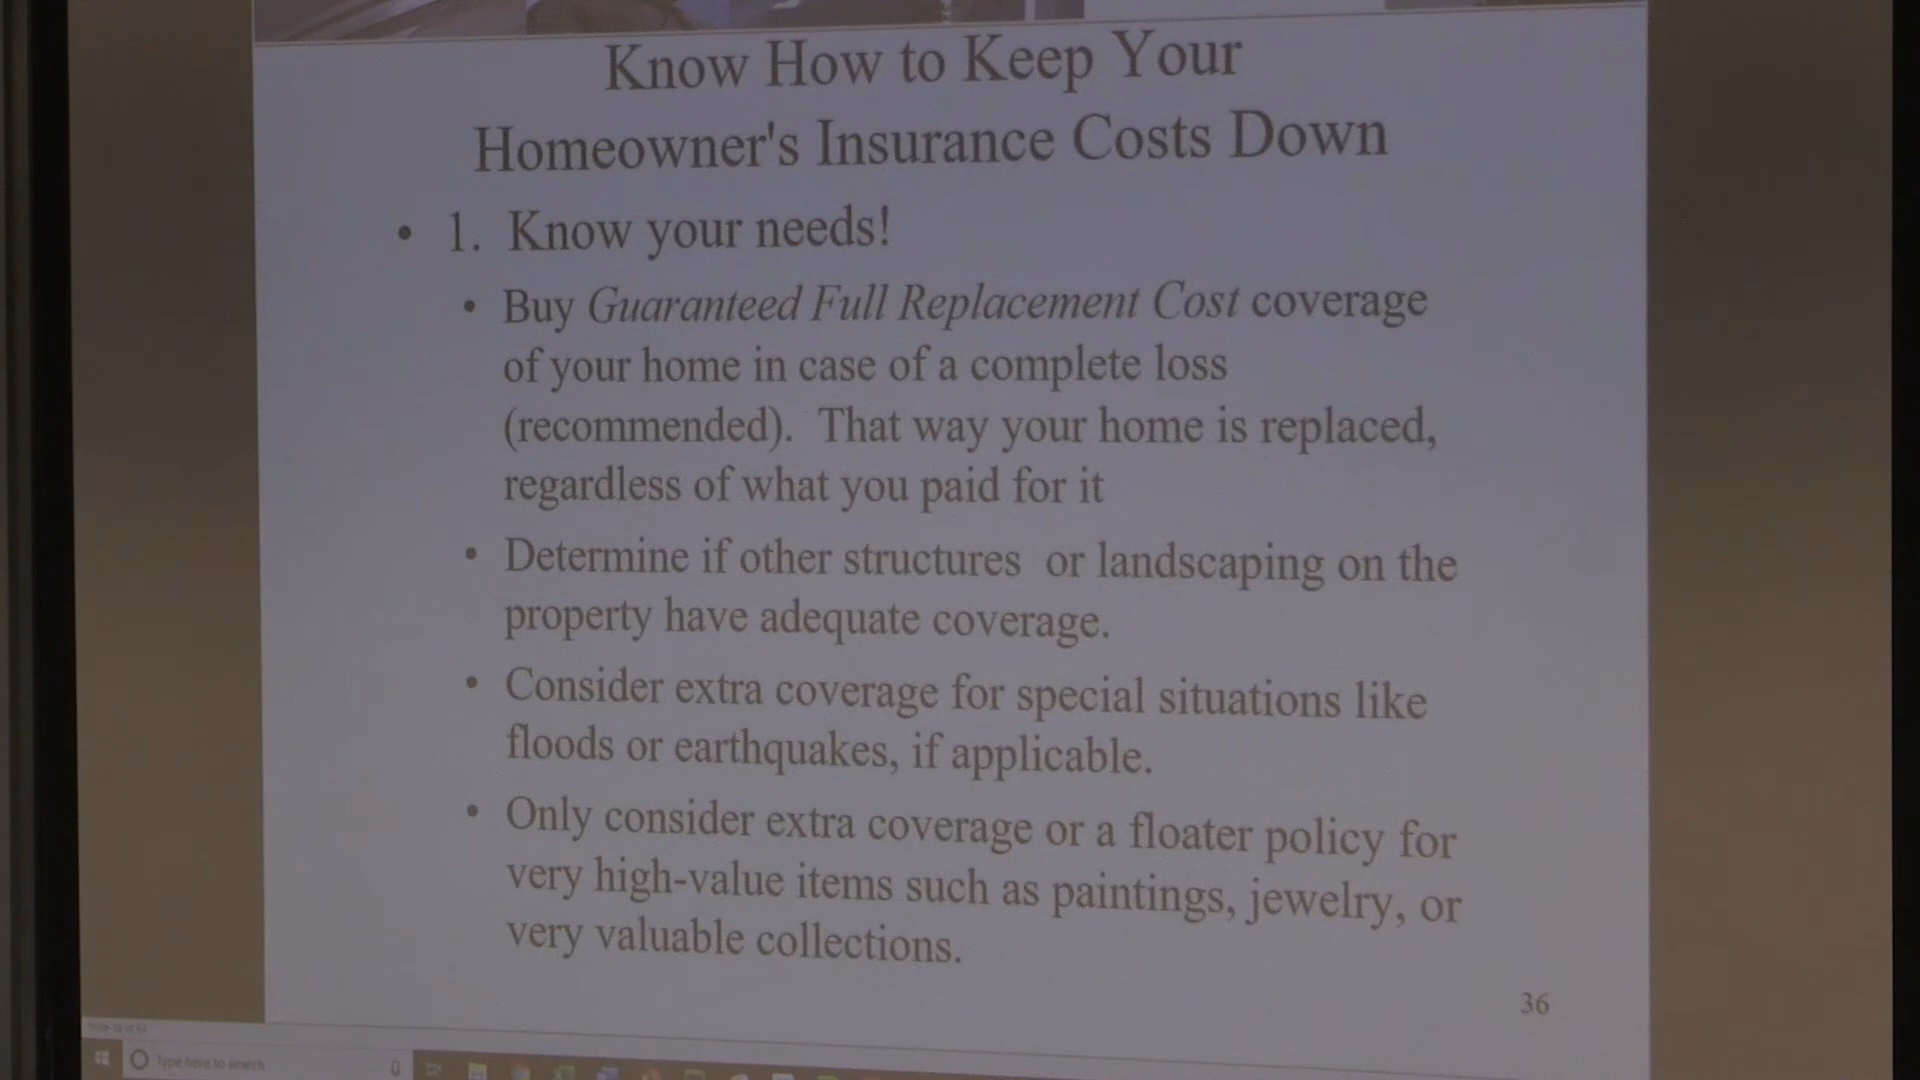 Know How to Keep Your
Homeowner's Insurance Costs Down
• 1. Know your needs!
• Buy Guaranteed Full Replacement Cost coverage
of your home in case of a complete loss
(recommended). That way your home is replaced,
regardless of what you paid for it
• Determine if other structures or landscaping on the
property have adequate coverage.
• Consider extra coverage for special situations like
floods or earthquakes, if applicable.
• Only consider extra coverage or a floater policy for
very high-value items such as paintings, jewelry, or
very valuable collections.
36
Type here to search